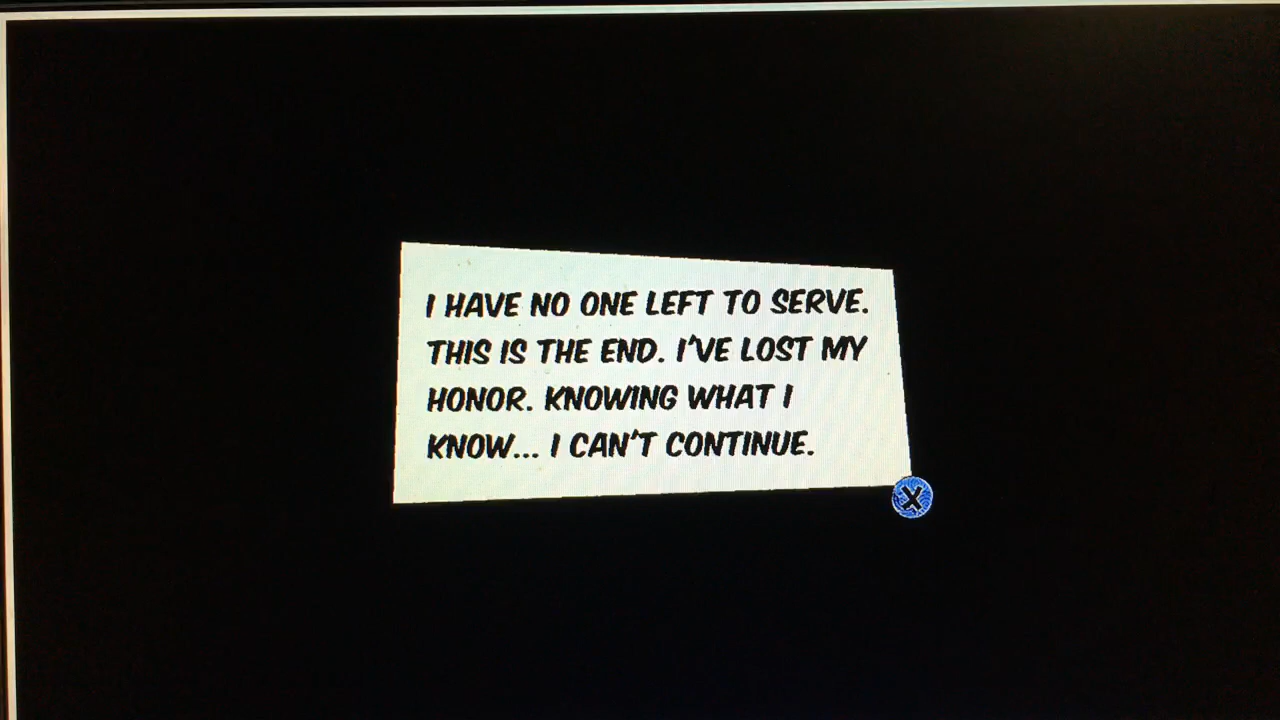 I HAVE NO ONE LEFT TO SERVE.
THIS IS THE END. I'VE LOST MY
HONOR. KNOWING WHAT I
KNOW... I CAN'T CONTINUE.
X